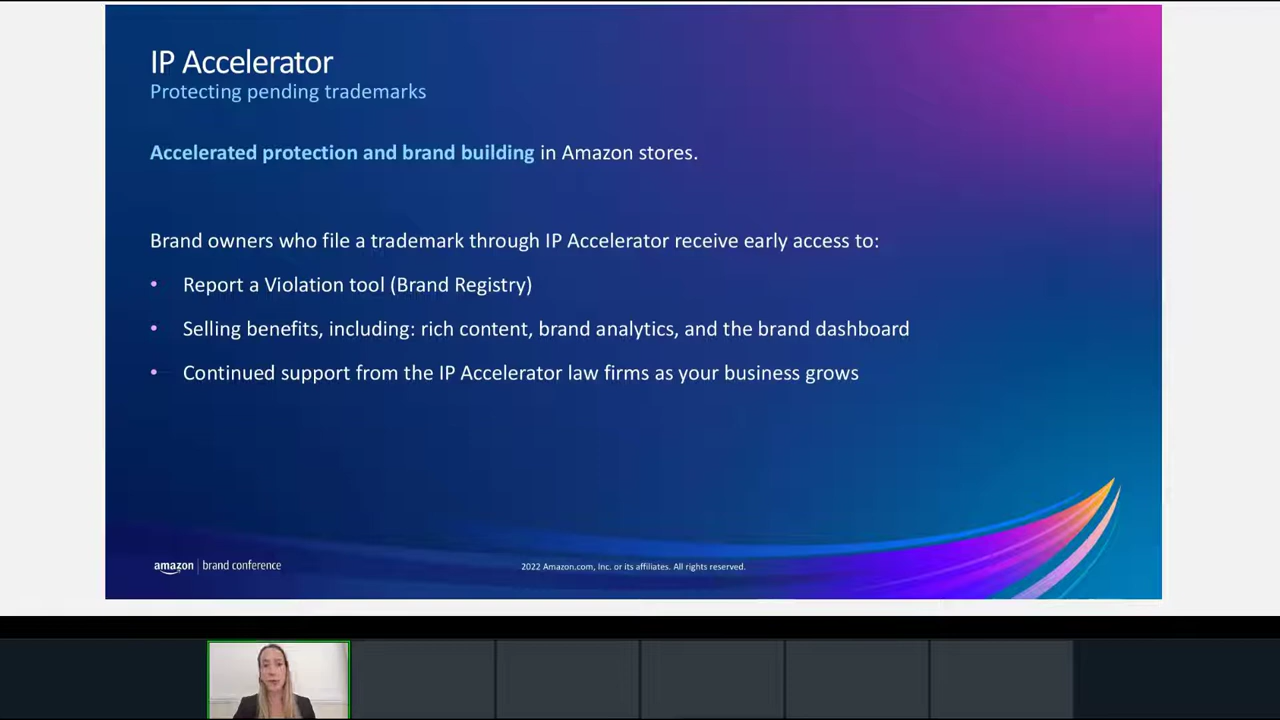 IP Accelerator
Protecting pending trademarks
Accelerated protection and brand building in Amazon stores.
Brand owners who file a trademark through IP Accelerator receive early access to:
• Report a Violation tool (Brand Registry)
• Selling benefits, including: rich content, brand analytics, and the brand dashboard
• Continued support from the IP Accelerator law firms as your business grows
amazon | brand conference
2022 Amazon.com, Inc. or its affiliates. All rights reserved.